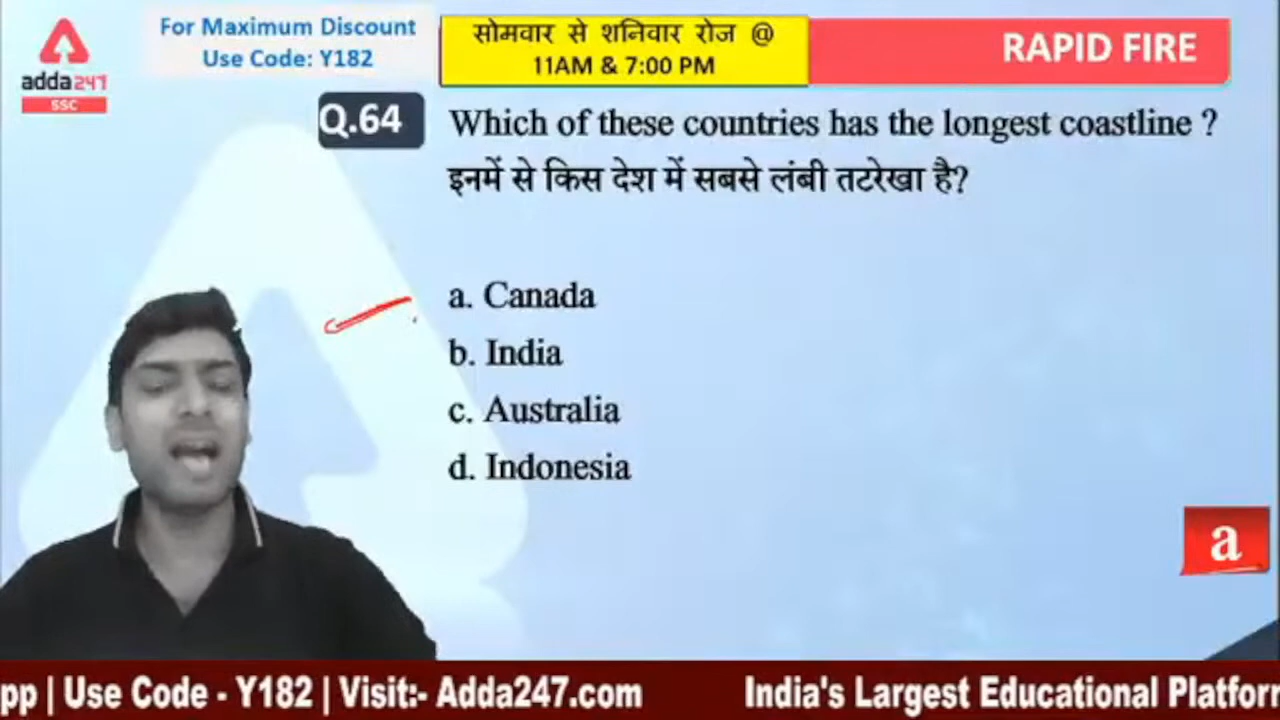 For Maximum Discount
Use Code: Y182
adda247
SSC
सोमवार से शनिवार रोज @
11AM & 7:00 PM
RAPID FIRE
Q.64 Which of these countries has the longest coastline ?
इनमें से किस देश में सबसे लंबी तटरेखा है?
a. Canada
b. India
c. Australia
d. Indonesia
a
pp | Use Code - Y182 | Visit:- Adda247.com India's Largest Educational Platfor